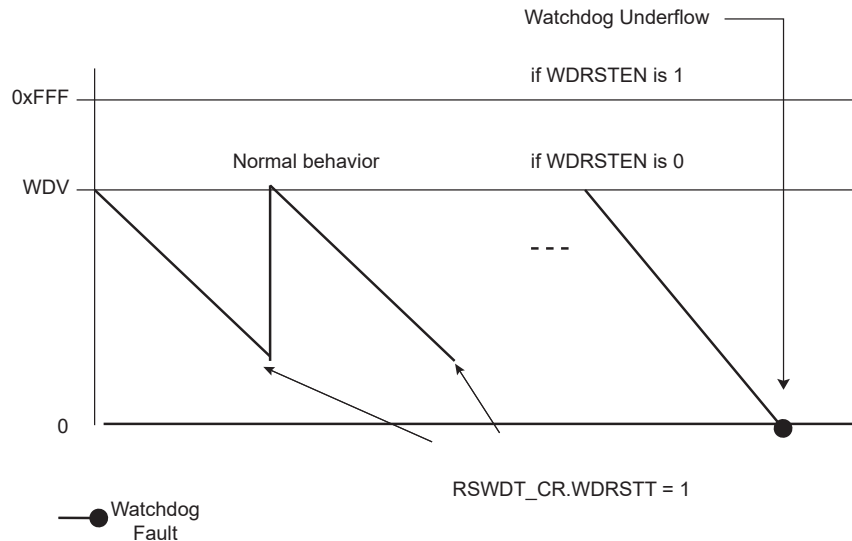 Watchdog Underflow
if WDRSTEN is 1
0xFFF
Normal behavior
if WDRSTEN is 0
WDV
0
RSWDT_CR.WDRSTT = 1
Watchdog
Fault